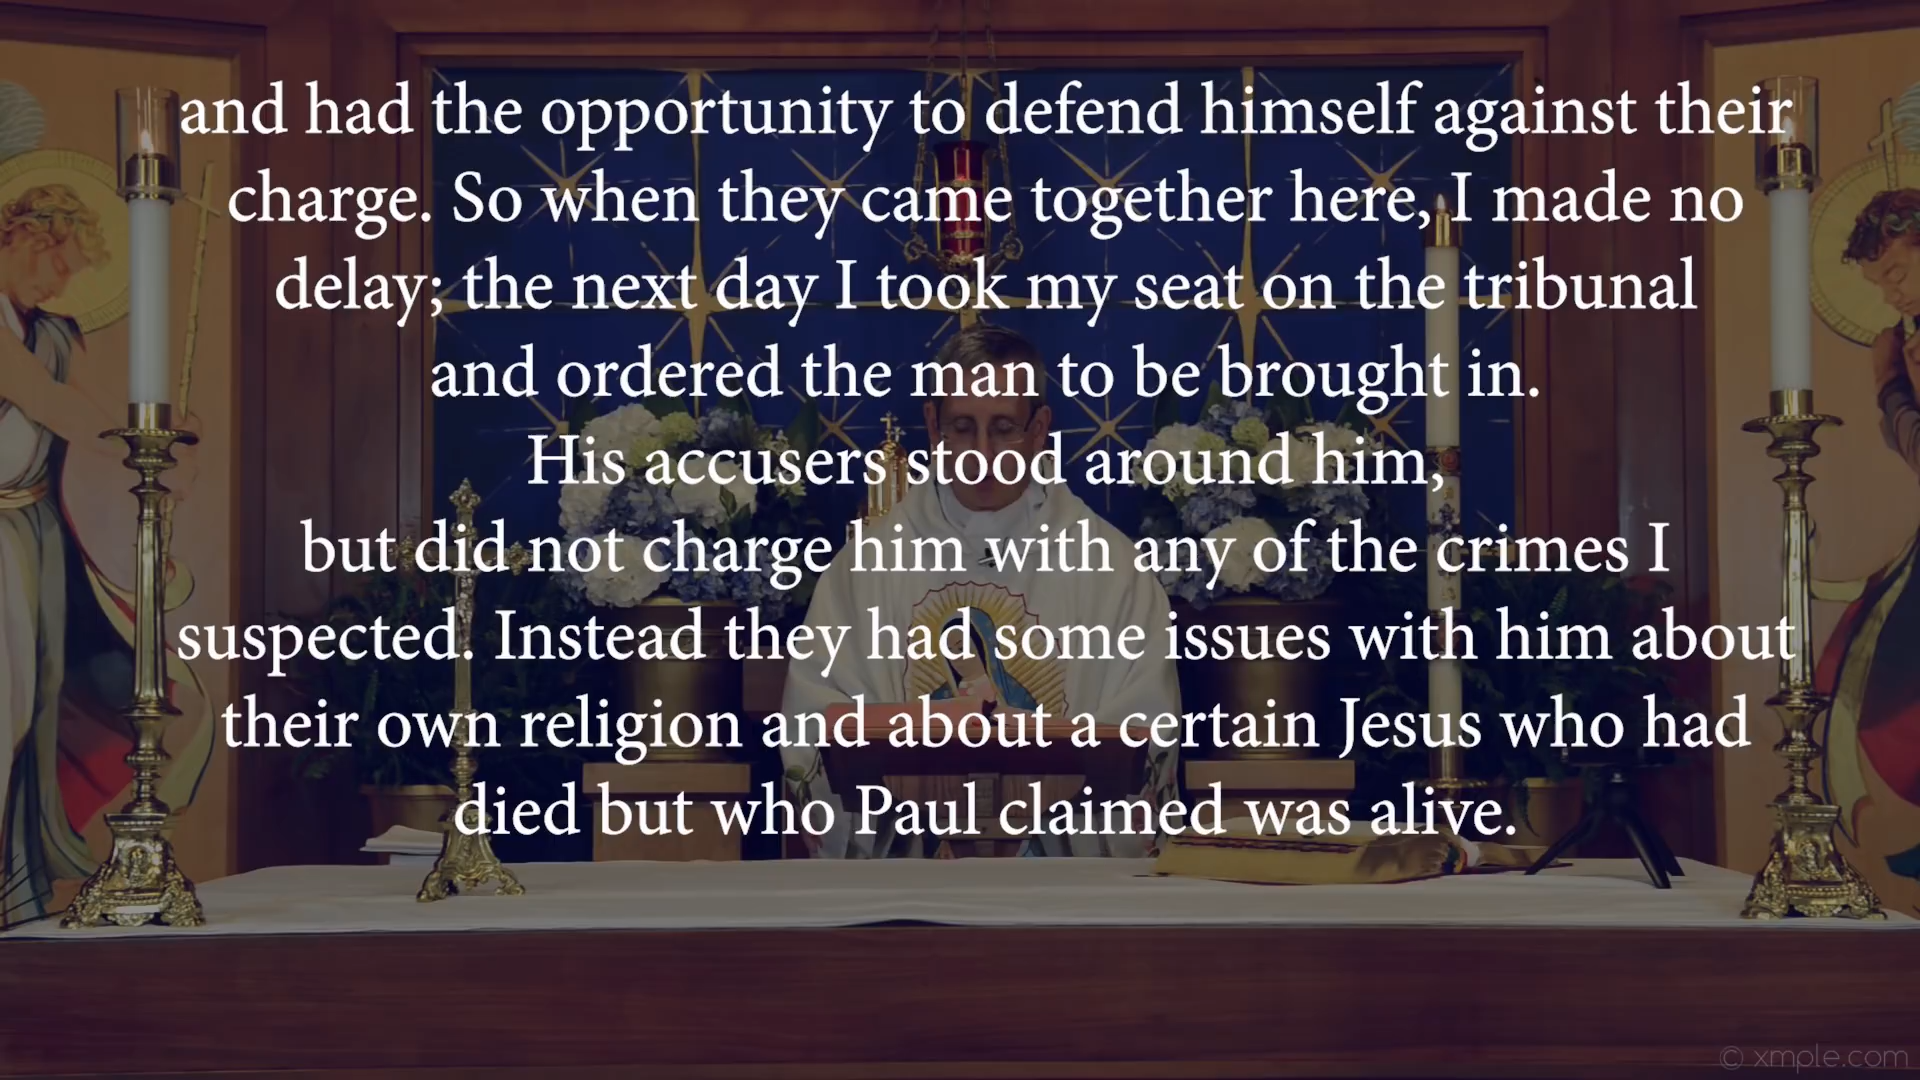 and had the opportunity to defend himself against their
charge. So when they came together here, I made no
delay; the next day I took my seat on the tribunal
and ordered the man to be brought in.
His accusers stood around him,
but did not charge him with any of the crimes I
suspected. Instead they had some issues with him about
their own religion and about a certain Jesus who had
died but who Paul claimed was alive.
© xmple.com